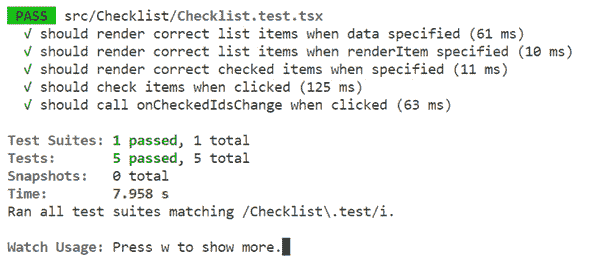 PASS src/Checklist/Checklist.test.tsx
√ should render correct list items when data specified (61 ms)
√ should render correct list items when renderItem specified (10 ms)
√ should render correct checked items when specified (11 ms)
√ should check items when clicked (125 ms)
√ should call onCheckedIdsChange when clicked (63 ms)
Test Suites: 1 passed, 1 total
Tests: 5 passed, 5 total
Snapshots: 0 total
Time: 7.958 s
Ran all test suites matching /Checklist\.test/i.
Watch Usage: Press w to show more.